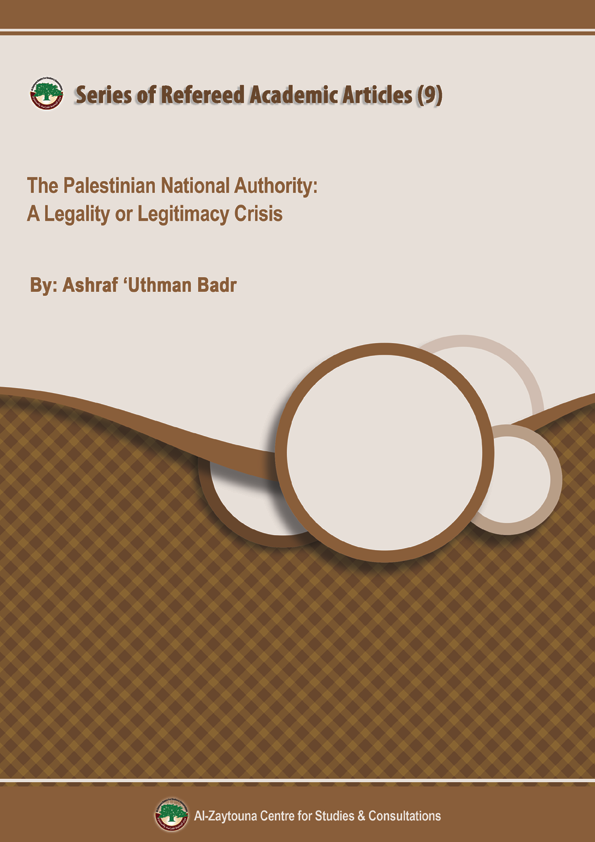 Series of Refereed Academic Articles (9)
The Palestinian National Authority:
A Legality or Legitimacy Crisis
By: Ashraf ‘Uthman Badr
Al-Zaytouna Centre for Studies & Consultations